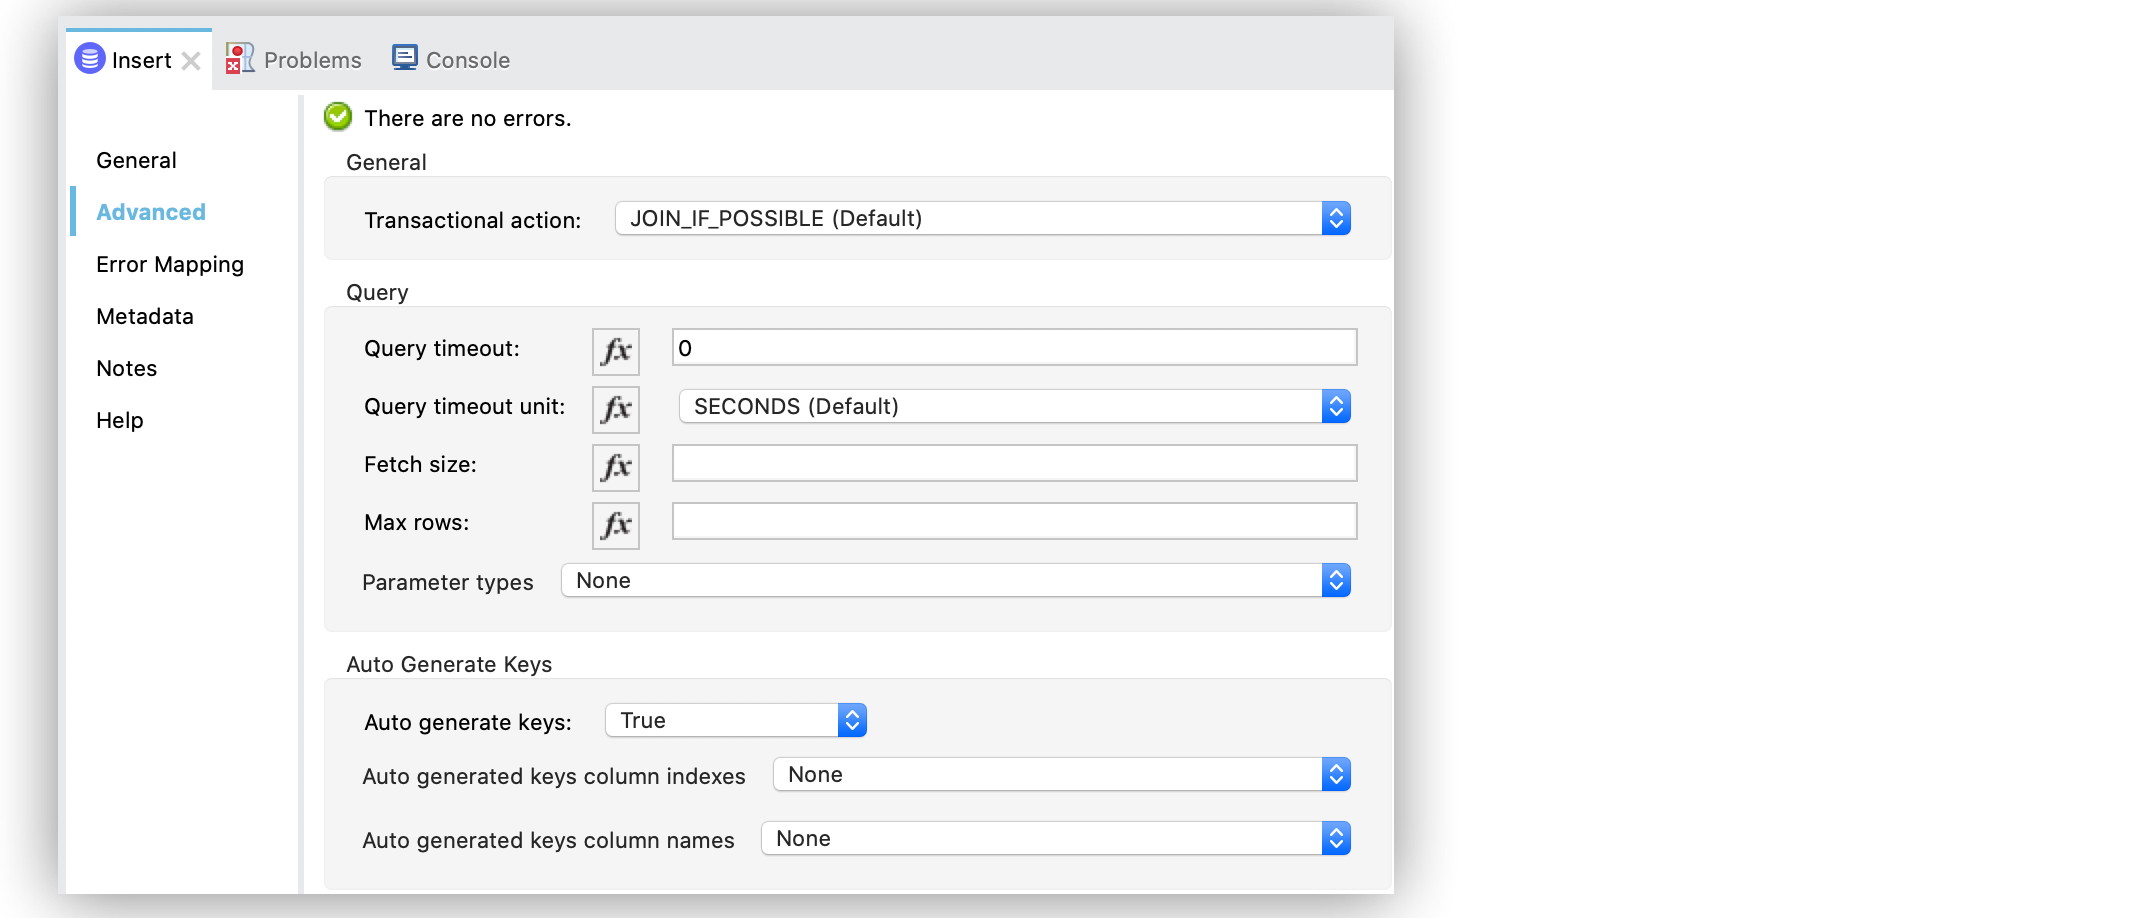 Insert
Problems
Console
There are no errors.
General
Advanced
Error Mapping
Metadata
Notes
Help
General
Transactional action: JOIN_IF_POSSIBLE (Default)
Query
Query timeout: fx 0
Query timeout unit: fx SECONDS (Default)
Fetch size: fx
Max rows: fx
Parameter types None
Auto Generate Keys
Auto generate keys: True
Auto generated keys column indexes None
Auto generated keys column names None